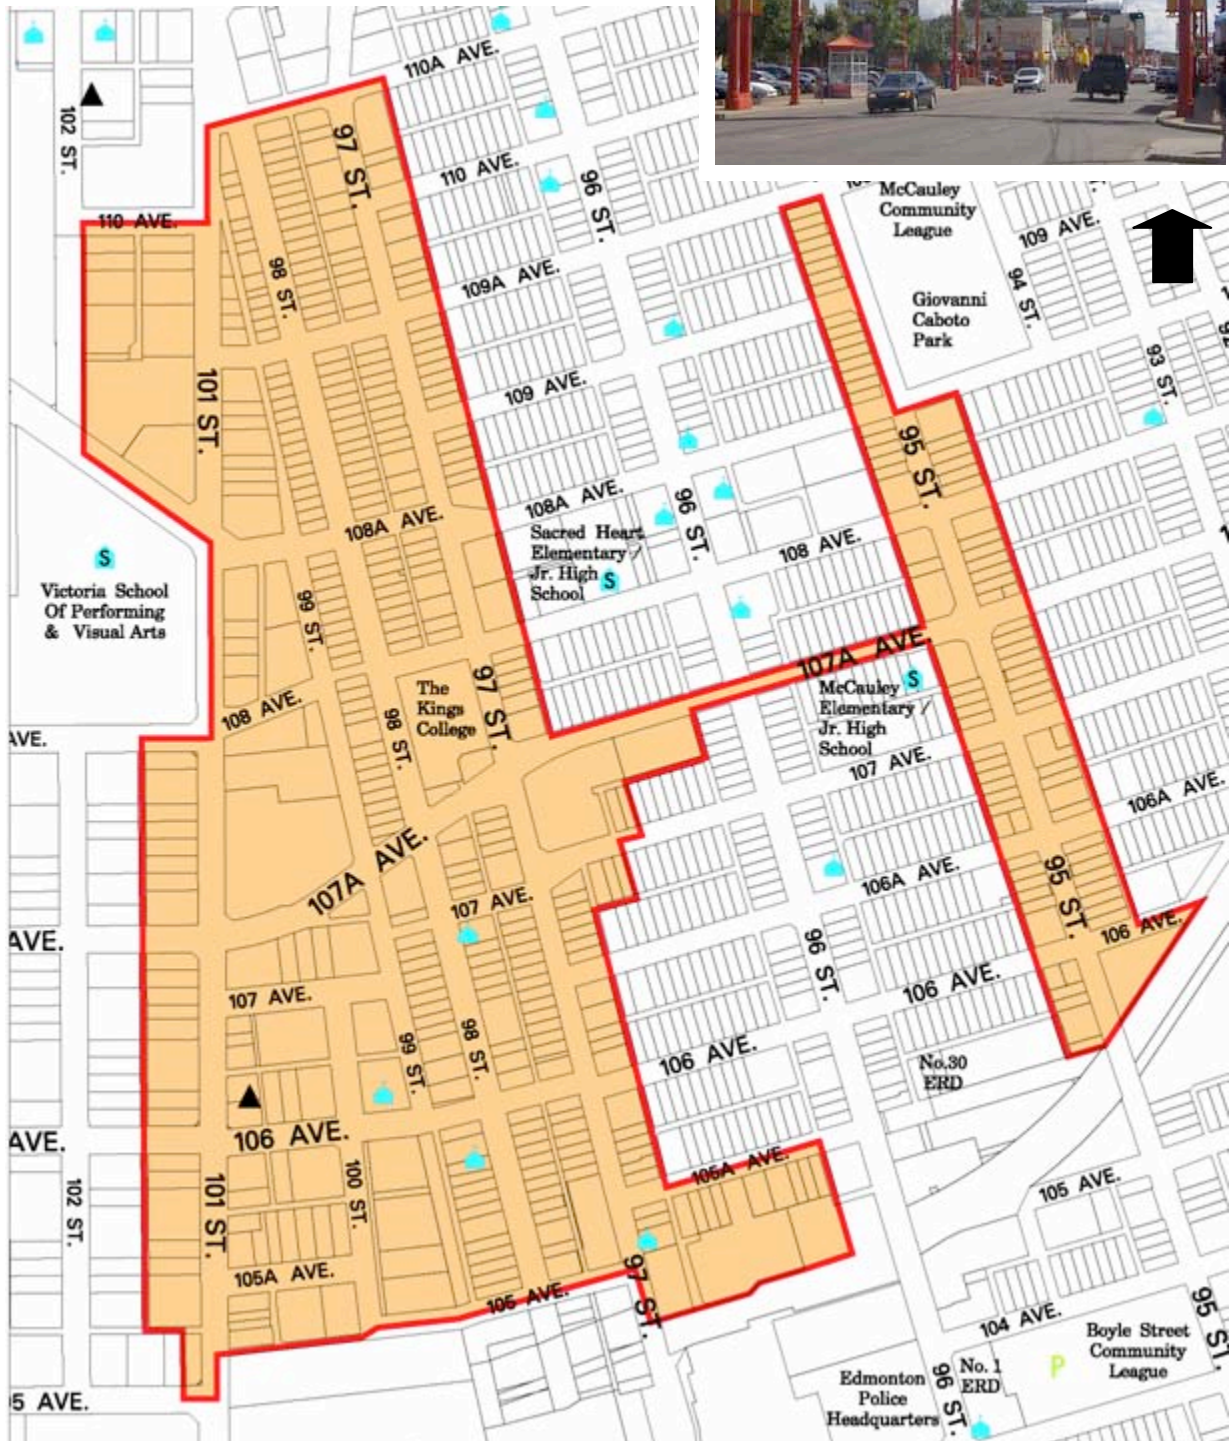 110A AVE.
102 ST.
97 ST.
110 AVE.
96 ST.
McCauley
Community
League
109 AVE.
110 AVE.
98 ST.
109A AVE.
94 ST.
Giovanni
Caboto
Park
93 ST.
101 ST.
109 AVE.
95 ST.
108A AVE.
108A AVE.
96 ST.
Sacred Heart
Elementary /
Jr. High
School
S
108 AVE.
S
Victoria School
Of Performing
& Visual Arts
99 ST.
107A AVE.
The
Kings
College
97 ST.
98 ST.
108 AVE.
S
McCauley
Elementary /
Jr. High
School
AVE.
107 AVE.
106A AVE.
107A AVE.
106A AVE.
95 ST.
107 AVE.
AVE.
96 ST.
106 AVE.
107 AVE.
106 AVE.
99 ST.
98 ST.
106 AVE.
No.30
ERD
106 AVE.
AVE.
105A AVE.
102 ST.
101 ST.
100 ST.
105 AVE.
105A AVE.
97 ST.
105 AVE.
95 ST.
104 AVE.
Boyle Street
Community
League
P
No. 1
ERD
Edmonton
Police
Headquarters
96 ST.
5 AVE.